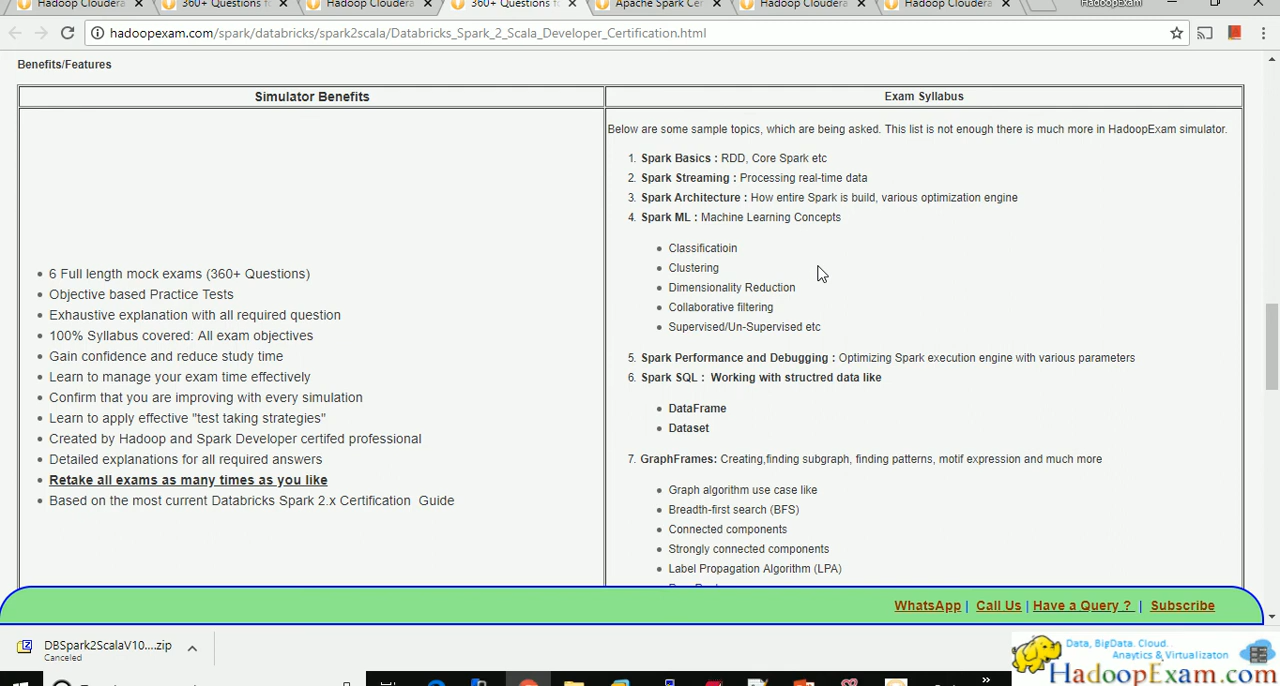 Hadoop Cloudera
360+ Questions fo
Hadoop Cloudera
360+ Questions fo
Apache Spark Cer
Hadoop Cloudera
Hadoop Cloudera
HadoopExam
hadoopexam.com/spark/databricks/spark2scala/Databricks_Spark_2_Scala_Developer_Certification.html
Benefits/Features
Simulator Benefits
6 Full length mock exams (360+ Questions)
Objective based Practice Tests
Exhaustive explanation with all required question
100% Syllabus covered: All exam objectives
Gain confidence and reduce study time
Learn to manage your exam time effectively
Confirm that you are improving with every simulation
Learn to apply effective "test taking strategies"
Created by Hadoop and Spark Developer certifed professional
Detailed explanations for all required answers
Retake all exams as many times as you like
Based on the most current Databricks Spark 2.x Certification Guide
Exam Syllabus
Below are some sample topics, which are being asked. This list is not enough there is much more in HadoopExam simulator.
1. Spark Basics : RDD, Core Spark etc
2. Spark Streaming : Processing real-time data
3. Spark Architecture : How entire Spark is build, various optimization engine
4. Spark ML : Machine Learning Concepts
Classificatioin
Clustering
Dimensionality Reduction
Collaborative filtering
Supervised/Un-Supervised etc
5. Spark Performance and Debugging : Optimizing Spark execution engine with various parameters
6. Spark SQL : Working with structred data like
DataFrame
Dataset
7. GraphFrames: Creating,finding subgraph, finding patterns, motif expression and much more
Graph algorithm use case like
Breadth-first search (BFS)
Connected components
Strongly connected components
Label Propagation Algorithm (LPA)
WhatsApp | Call Us | Have a Query ? | Subscribe
DBSpark2ScalaV10....zip
Canceled
Data, BigData. Cloud.
Anaytics & Virtualizaton
HadoopExam.com